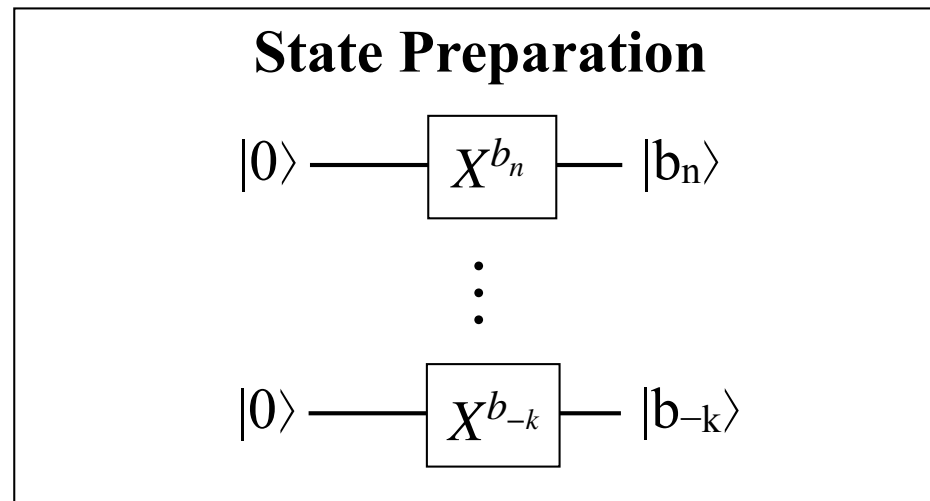 State Preparation
|0⟩ X^{b_n} |b_n⟩
⋮
|0⟩ X^{b_{−k}} |b_{−k}⟩